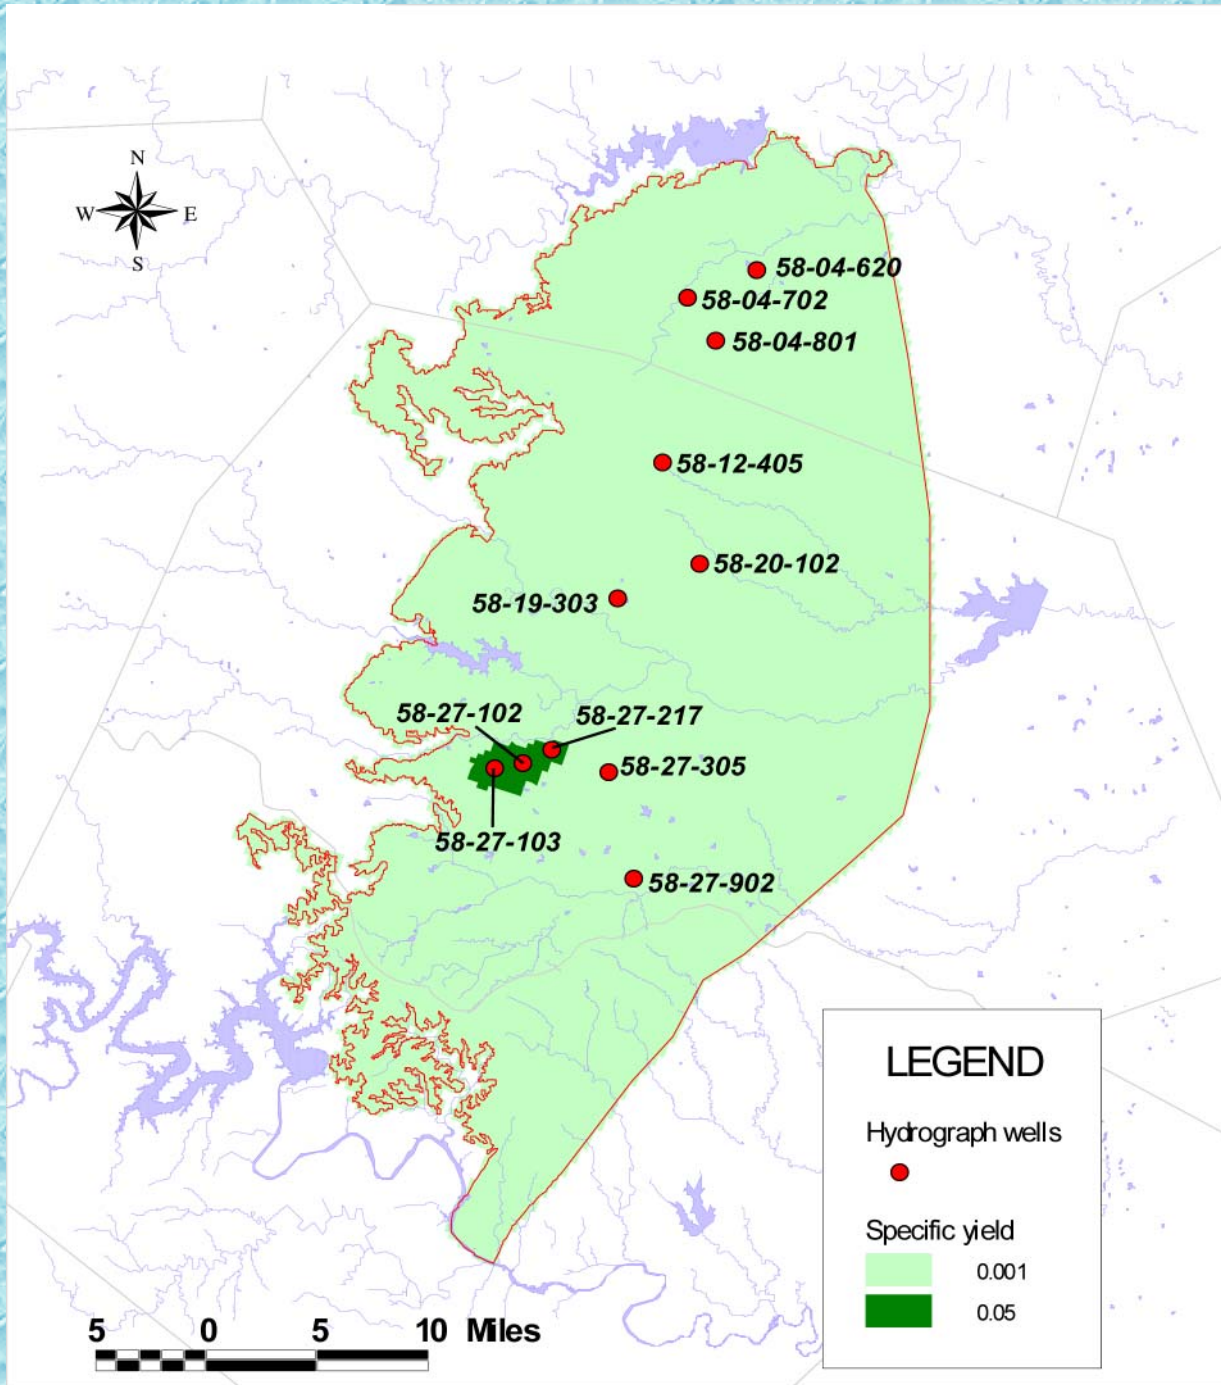 N
W E
S
58-04-620
58-04-702
58-04-801
58-12-405
58-20-102
58-19-303
58-27-102
58-27-217
58-27-305
58-27-103
58-27-902
LEGEND
Hydrograph wells
Specific yield
0.001
0.05
5 0 5 10 Miles